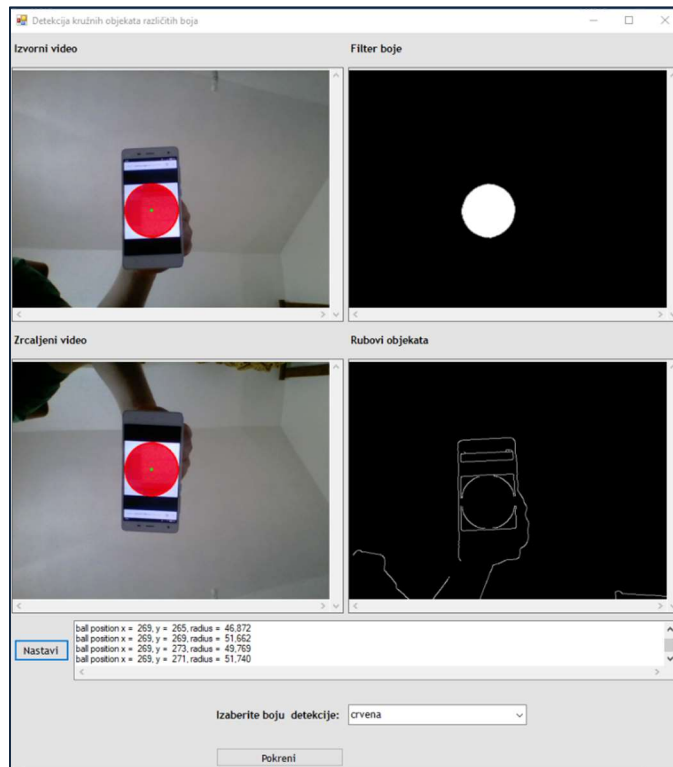 Detekcija kružnih objekata različitih boja
Izvorni video
Filter boje
Zrcaljeni video
Rubovi objekata
Nastavi
ball position x = 269, y = 265, radius = 46,872
ball position x = 269, y = 269, radius = 51,662
ball position x = 269, y = 273, radius = 49,769
ball position x = 269, y = 271, radius = 51,740
Izaberite boju detekcije:
crvena
Pokreni